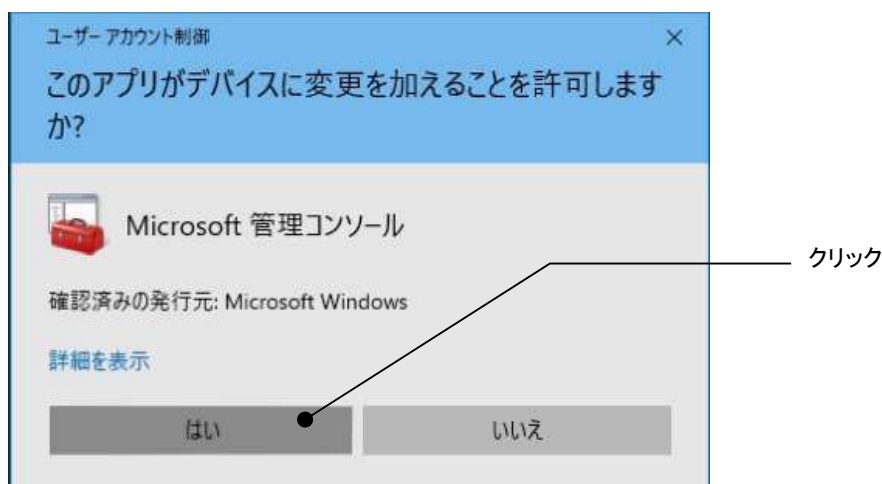 ユーザー アカウント制御
このアプリがデバイスに変更を加えることを許可します
か?
Microsoft 管理コンソール
クリック
確認済みの発行元: Microsoft Windows
詳細を表示
はい
いいえ